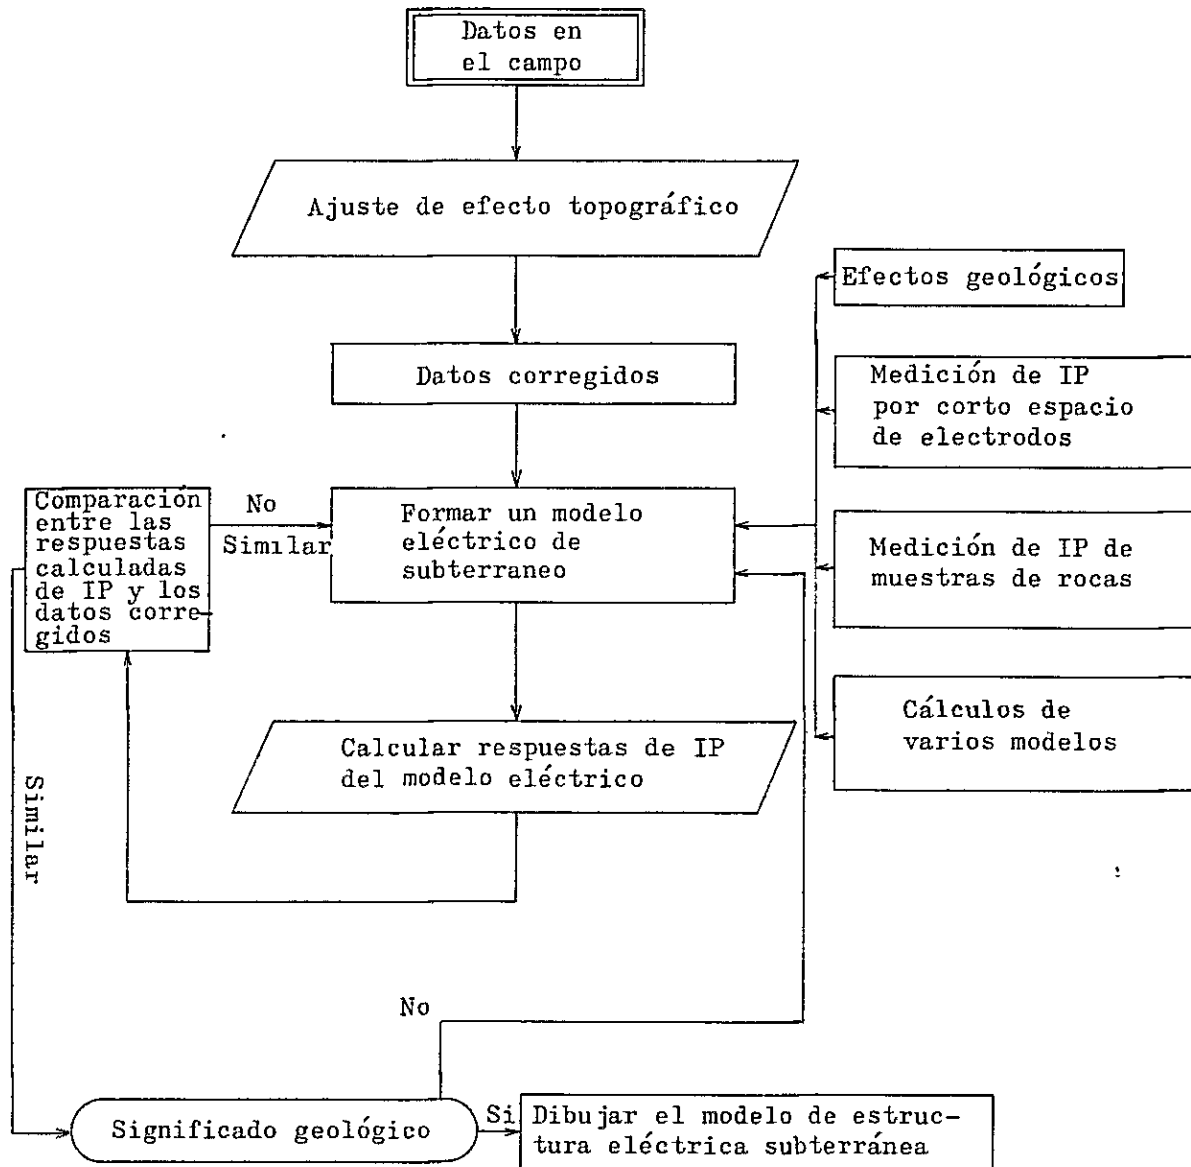 Datos en
el campo
Ajuste de efecto topográfico
Efectos geológicos
Datos corregidos
Medición de IP
por corto espacio
de electrodos
Comparación
entre las
respuestas
calculadas
de IP y los
datos corre-
gidos
No
Similar
Formar un modelo
eléctrico de
subterraneo
Medición de IP de
muestras de rocas
Calcular respuestas de IP
del modelo eléctrico
Cálculos de
varios modelos
Similar
No
Significado geológico
Si
Dibujar el modelo de estruc-
tura eléctrica subterránea